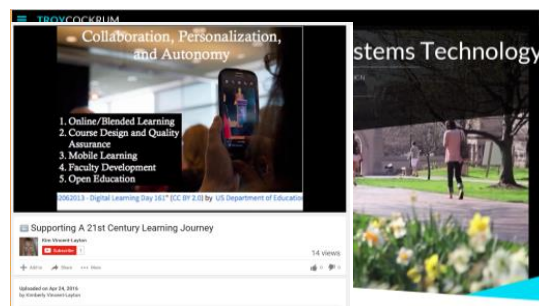 TROYCOCKRUM
Collaboration, Personalization,
and Autonomy
1. Online/Blended Learning
2. Course Design and Quality
Assurance
3. Mobile Learning
4. Faculty Development
5. Open Education
02062013 - Digital Learning Day 161" (CC BY 2.0) by US Department of Education
stems Technology
ION
Supporting A 21st Century Learning Journey
Kim Vincent-Layton
Subscribe
14 views
Add to Share More
Uploaded on Apr 24, 2016
by Kimberly Vincent-Layton